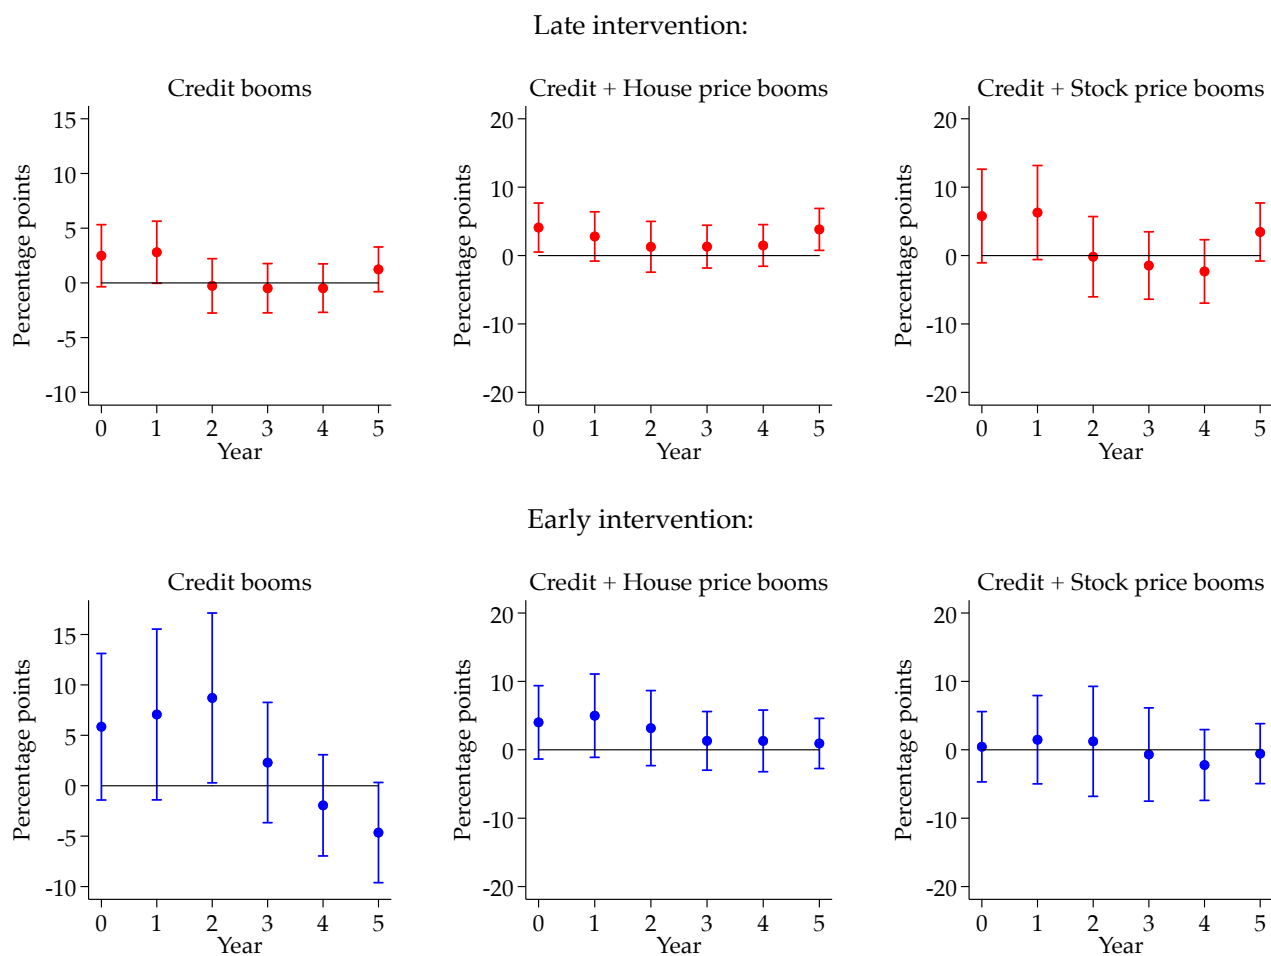 Late intervention:
Credit booms
Credit + House price booms
Credit + Stock price booms
Percentage points
15
10
5
0
-5
-10
0 1 2 3 4 5
Year
Percentage points
20
10
0
-10
-20
0 1 2 3 4 5
Year
Percentage points
20
10
0
-10
-20
0 1 2 3 4 5
Year
Early intervention:
Credit booms
Credit + House price booms
Credit + Stock price booms
Percentage points
15
10
5
0
-5
-10
0 1 2 3 4 5
Year
Percentage points
20
10
0
-10
-20
0 1 2 3 4 5
Year
Percentage points
20
10
0
-10
-20
0 1 2 3 4 5
Year